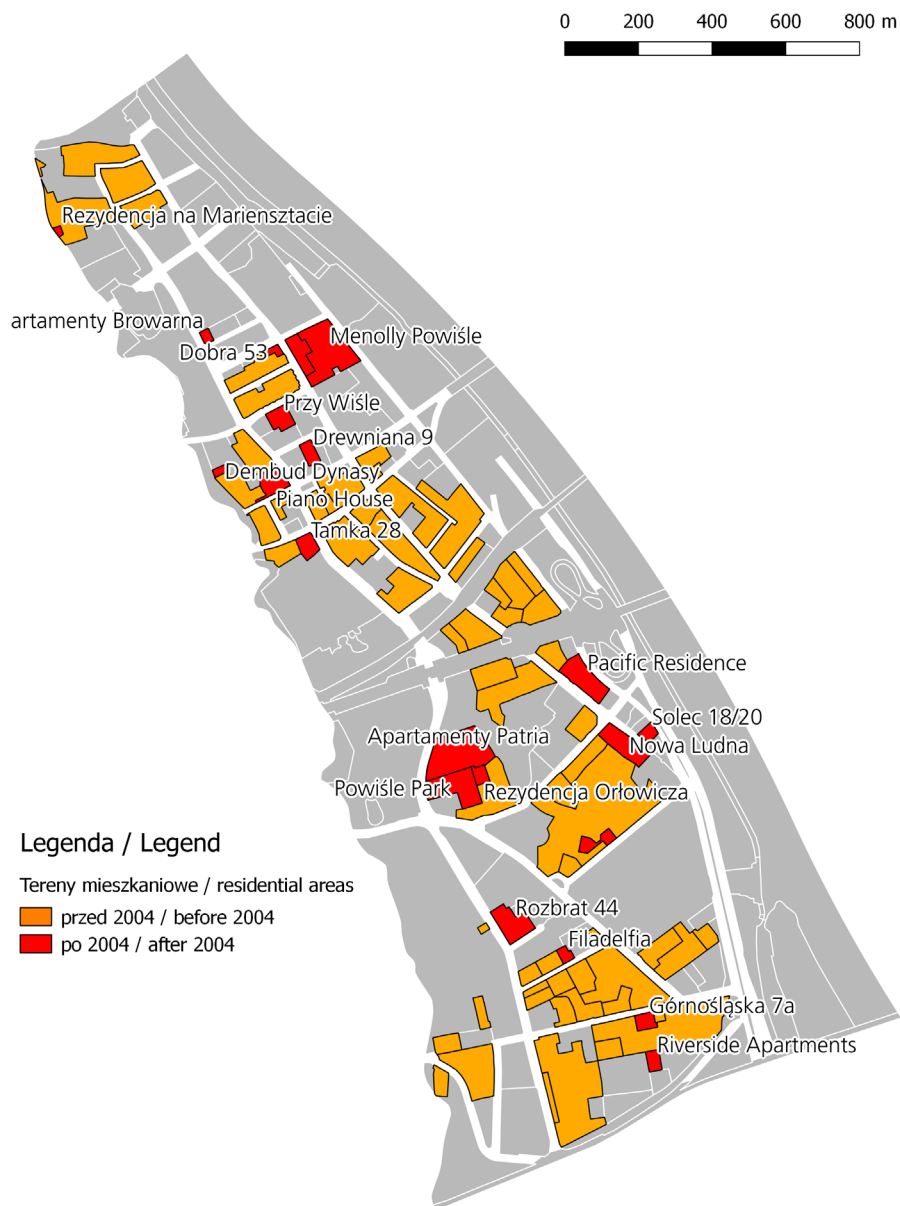 0 200 400 600 800 m
Rezydencja na Mariensztacie
artamenty Browarna
Menolly Powiśle
Dobra 53
Przy Wiśle
Drewniana 9
Dembud Dynasy
Piano House
Tamka 28
Pacific Residence
Solec 18/20
Apartamenty Patria
Nowa Ludna
Powiśle Park
Rezydencja Orłowicza
Legenda / Legend
Tereny mieszkaniowe / residential areas
przed 2004 / before 2004
po 2004 / after 2004
Rozbrat 44
Filadelfia
Górnośląska 7a
Riverside Apartments